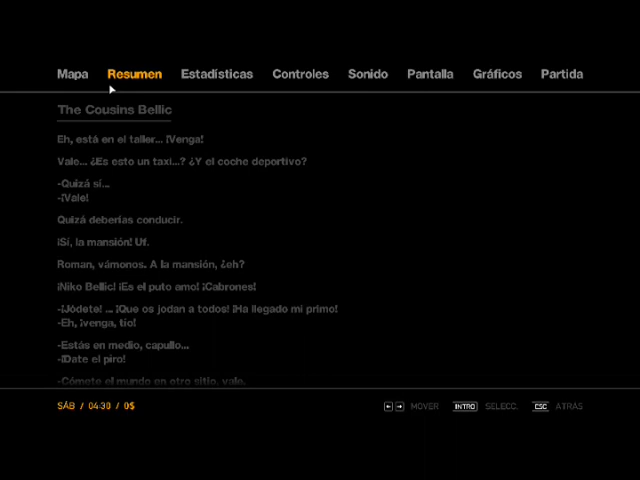 Mapa Resumen Estadísticas Controles Sonido Pantalla Gráficos Partida
The Cousins Bellic
Eh, está en el taller... ¡Venga!
Vale... ¿Es esto un taxi...? ¿Y el coche deportivo?
-Quizá sí...
-¡Vale!
Quizá deberías conducir.
¡Sí, la mansión! Uf.
Roman, vámonos. A la mansión, ¿eh?
¡Niko Bellic! ¡Es el puto amo! ¡Cabrones!
-¡Jódete! ... ¡Que os jodan a todos! ¡Ha llegado mi primo!
-Eh, ¡venga, tío!
-Estás en medio, capullo...
-¡Date el piro!
-Cómete el mundo en otro sitio, vale.
SÁB / 04:30 / 0$
MOVER INTRO SELECC. ESC ATRÁS